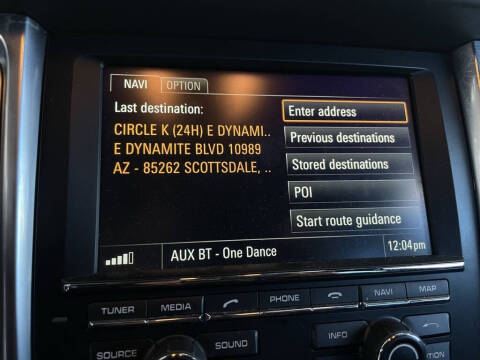 NAVI OPTION
Last destination:
CIRCLE K (24H) E DYNAMI..
E DYNAMITE BLVD 10989
AZ - 85262 SCOTTSDALE, ..
Enter address
Previous destinations
Stored destinations
POI
Start route guidance
AUX BT - One Dance
12:04pm
TUNER MEDIA PHONE NAVI MAP
SOURCE SOUND INFO
OPTION